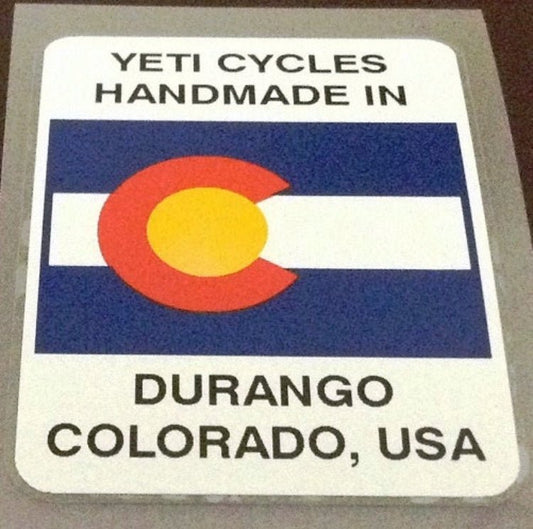 YETI CYCLES
HANDMADE IN
DURANGO
COLORADO, USA